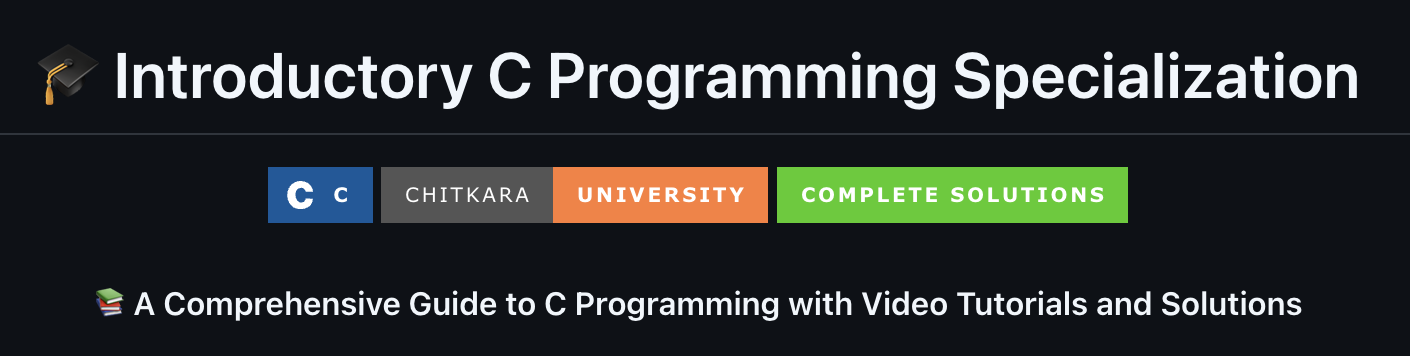 Introductory C Programming Specialization
C C CHITKARA UNIVERSITY COMPLETE SOLUTIONS
A Comprehensive Guide to C Programming with Video Tutorials and Solutions